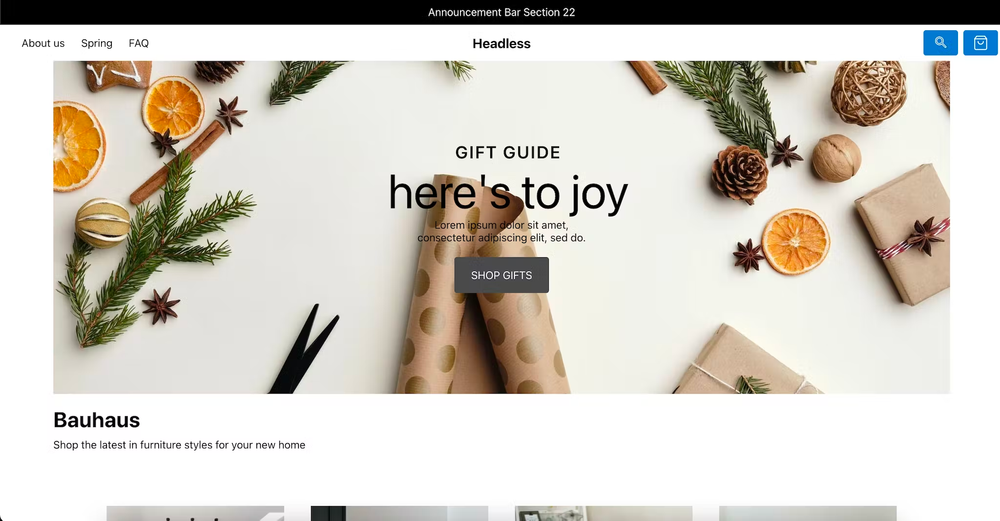 Announcement Bar Section 22
About us Spring FAQ Headless
GIFT GUIDE
here's to joy
Lorem ipsum dolor sit amet,
consectetur adipiscing elit, sed do.
SHOP GIFTS
Bauhaus
Shop the latest in furniture styles for your new home